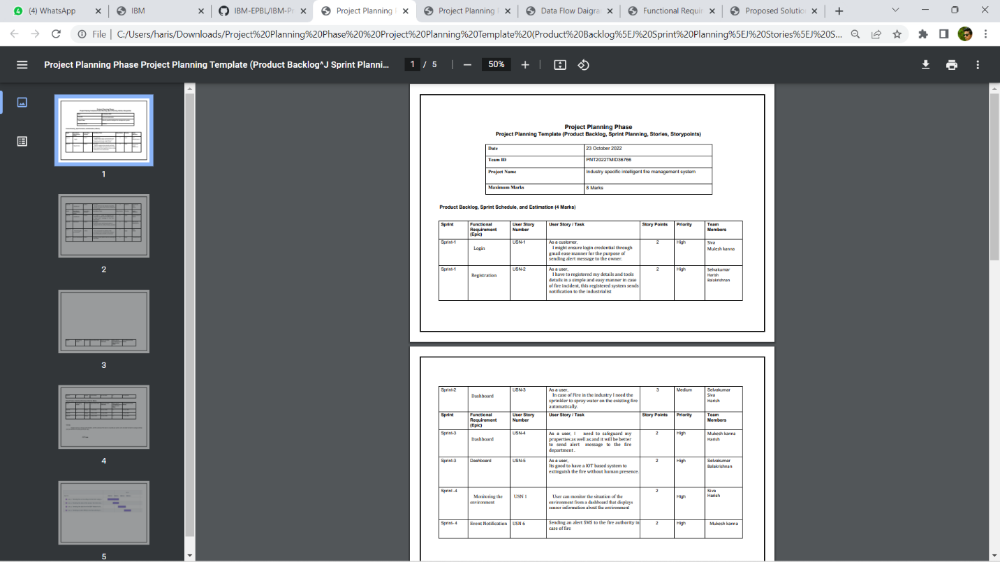 4 (4) WhatsApp
IBM
IBM-EPBL/IBM-Pr
Project Planning
Project Planning
Data Flow Daigra
Functional Requir
Proposed Solutio
File C:/Users/haris/Downloads/Project%20Planning%20Phase%20%20Project%20Planning%20Template%20(Product%20Backlog%5EJ%20Sprint%20Planning%5EJ%20Stories%5EJ%20S...
Project Planning Phase Project Planning Template (Product Backlog^J Sprint Planni... 1 / 5 50%
1
2
3
4
5
Project Planning Phase
Project Planning Template (Product Backlog, Sprint Planning, Stories, Storypoints)
Date 23 October 2022
Team ID PNT2022TMID36766
Project Name Industry specific intelligent fire management system
Maximum Marks 8 Marks
Product Backlog, Sprint Schedule, and Estimation (4 Marks)
Sprint Functional Requirement (Epic) User Story Number User Story / Task Story Points Priority Team Members
Sprint-1 Login USN-1 As a customer, 2 High Siva
I might ensure login credential through Mulesh kanna
gmail ease manner for the purpose of
sending alert message to the owner.
Sprint-1 Registration USN-2 As a user, 2 High Selvakumar
I have to registered my details and tools Harish
details in a simple and easy manner in case Balakrishnan
of fire incident, this registered system sends
notification to the industrialist
Sprint-2 Dashboard USN-3 As a user, 3 Medium Selvakumar
In case of Fire in the industry I need the Siva
sprinkler to spray water on the existing fire Harish
automatically.
Sprint Functional Requirement (Epic) User Story Number User Story / Task Story Points Priority Team Members
Sprint-3 Dashboard USN-4 As a user, I need to safeguard my 2 High Mukesh kanna
properties as well as and it will be better Harish
to send alert message to the fire
department .
Sprint-3 Dashboard USN-5 As a user, 2 High Selvakumar
Its good to have a IOT based system to Balakrishnan
extinguish the fire without human presence.
Sprint -4 Monitoring the environment USN 1 User can monitor the situation of the 2 High Siva
environment from a dashboard that displays Harish
sensor information about the environment
Sprint- 4 Event Notification USN 6 Sending an alert SMS to the fire authority in 2 High Mukesh kanna
case of fire